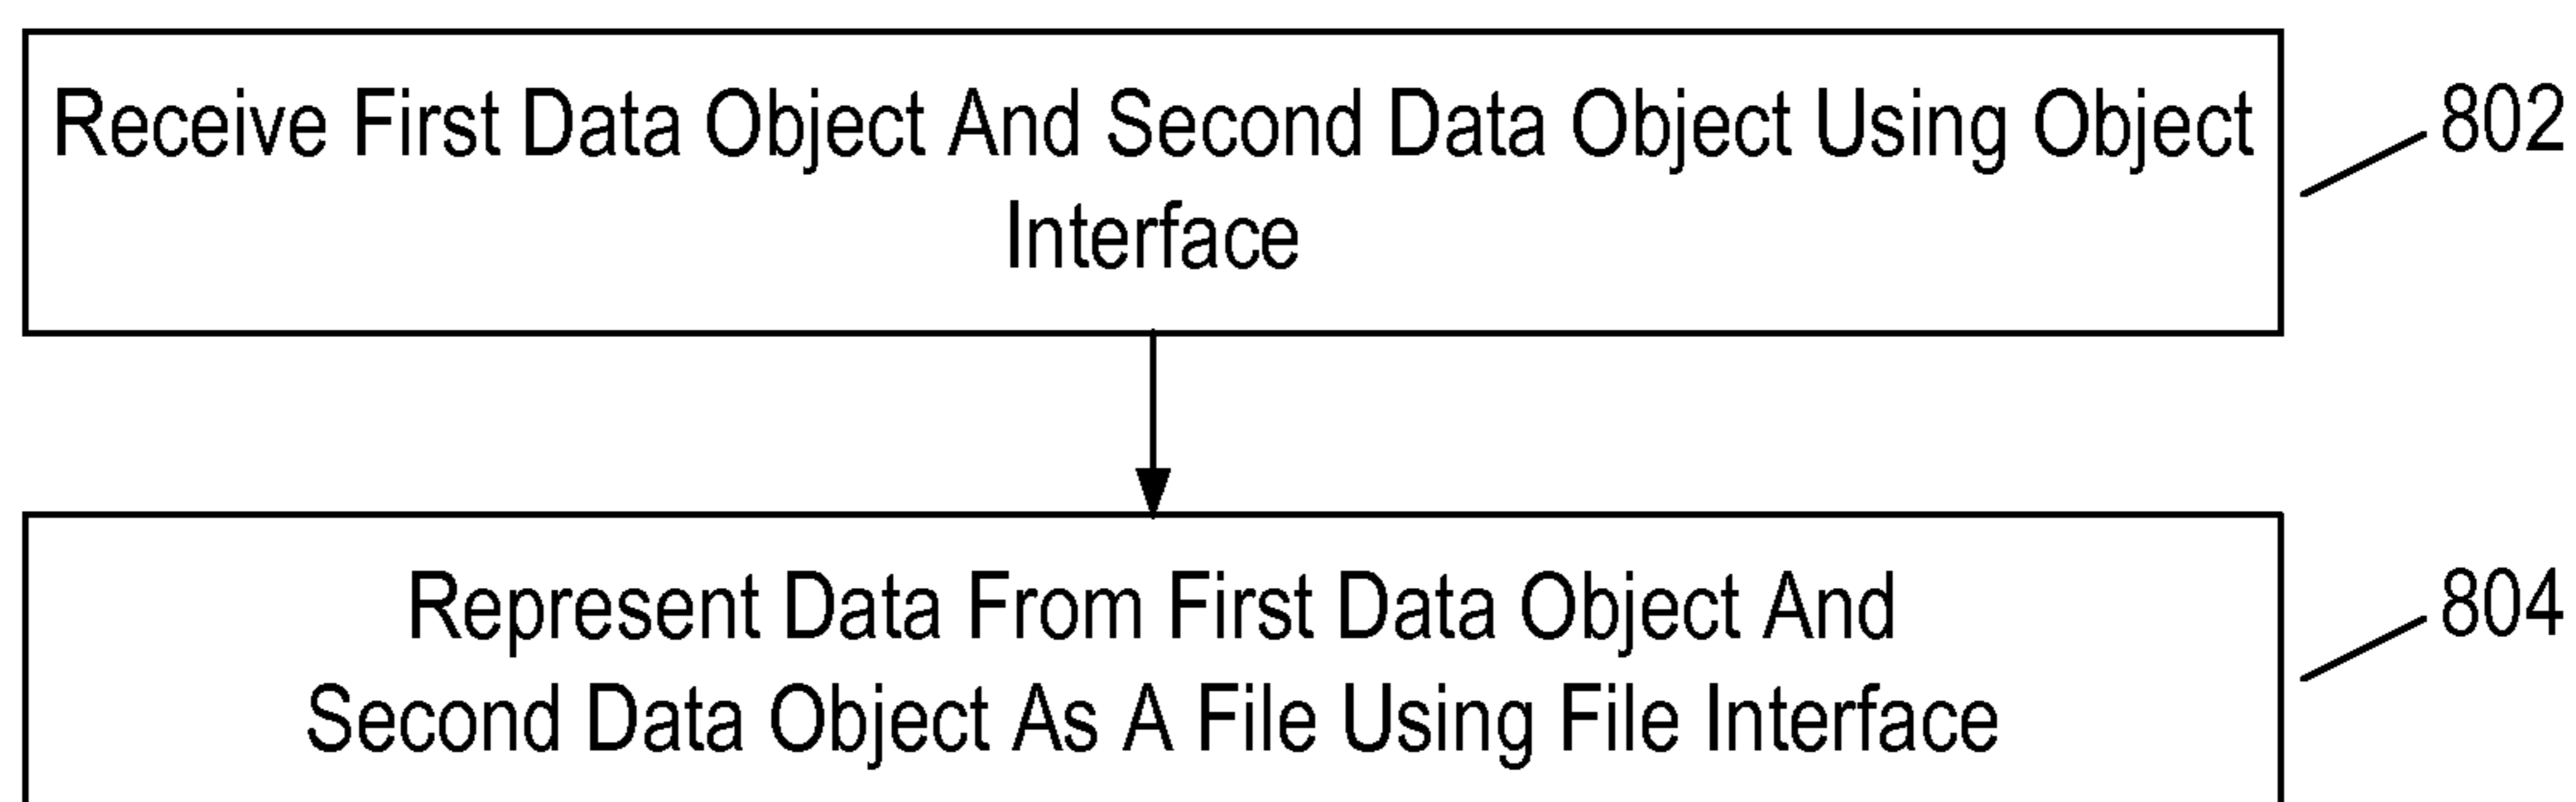 Receive First Data Object And Second Data Object Using Object
Interface
802
Represent Data From First Data Object And
Second Data Object As A File Using File Interface
804